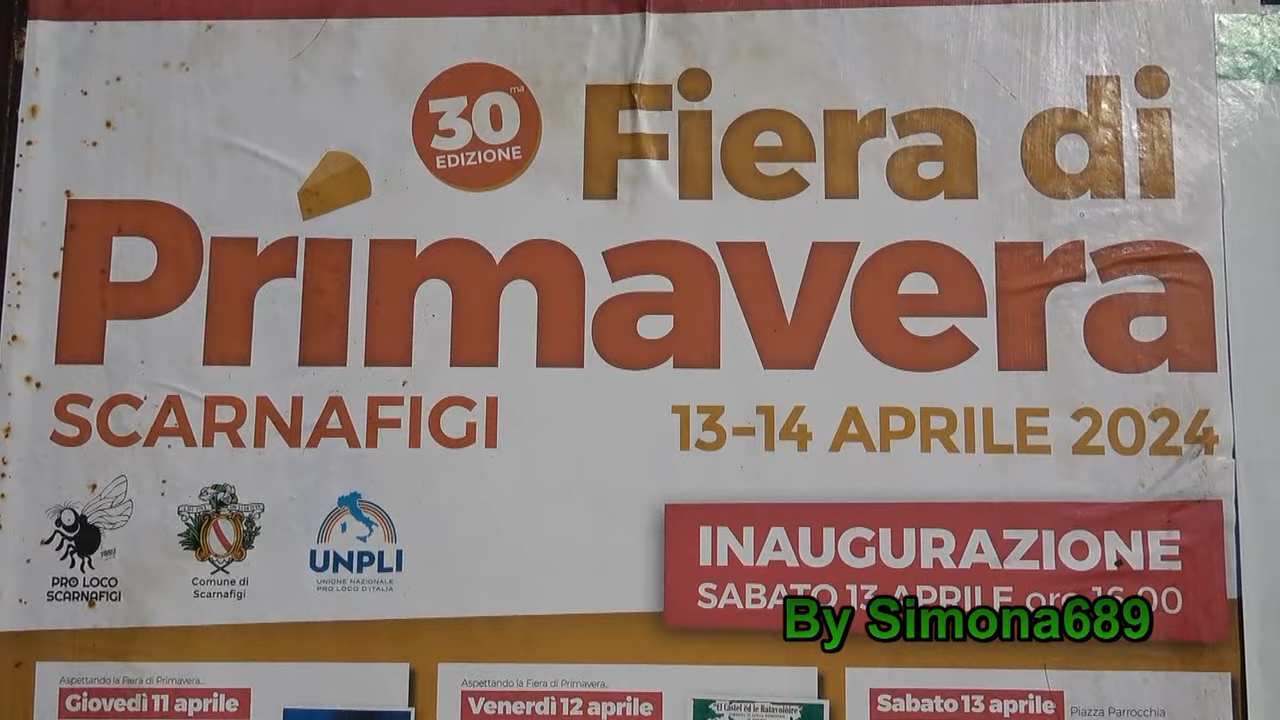 30ma
EDIZIONE
Fiera di
Primavera
SCARNAFIGI
13-14 APRILE 2024
PRO LOCO
SCARNAFIGI
Comune di
Scarnafigi
UNPLI
UNIONE NAZIONALE
PRO LOCO D'ITALIA
INAUGURAZIONE
SABATO 13 APRILE ore 16.00
By Simona689
Aspettando la Fiera di Primavera...
Giovedì 11 aprile
Aspettando la Fiera di Primavera...
Venerdì 12 aprile
Sabato 13 aprile
Piazza Parrocchia